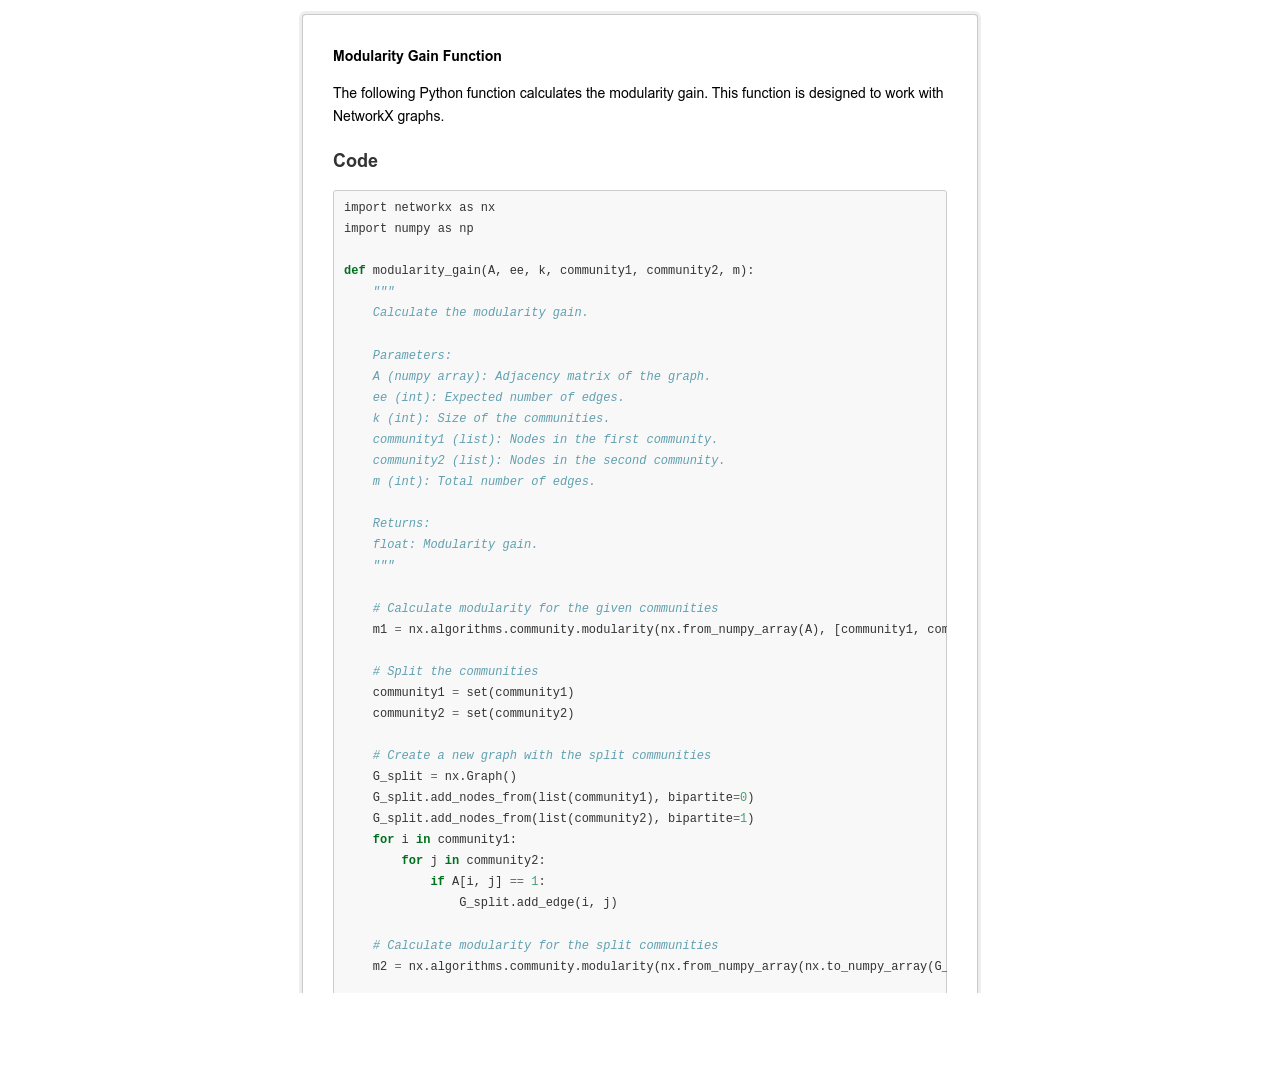 Modularity Gain Function
The following Python function calculates the modularity gain. This function is designed to work with
NetworkX graphs.
Code
import networkx as nx
import numpy as np
def modularity_gain(A, ee, k, community1, community2, m):
    """
    Calculate the modularity gain.
    Parameters:
    A (numpy array): Adjacency matrix of the graph.
    ee (int): Expected number of edges.
    k (int): Size of the communities.
    community1 (list): Nodes in the first community.
    community2 (list): Nodes in the second community.
    m (int): Total number of edges.
    Returns:
    float: Modularity gain.
    """
    # Calculate modularity for the given communities
    m1 = nx.algorithms.community.modularity(nx.from_numpy_array(A), [community1, com
    # Split the communities
    community1 = set(community1)
    community2 = set(community2)
    # Create a new graph with the split communities
    G_split = nx.Graph()
    G_split.add_nodes_from(list(community1), bipartite=0)
    G_split.add_nodes_from(list(community2), bipartite=1)
    for i in community1:
        for j in community2:
            if A[i, j] == 1:
                G_split.add_edge(i, j)
    # Calculate modularity for the split communities
    m2 = nx.algorithms.community.modularity(nx.from_numpy_array(nx.to_numpy_array(G_